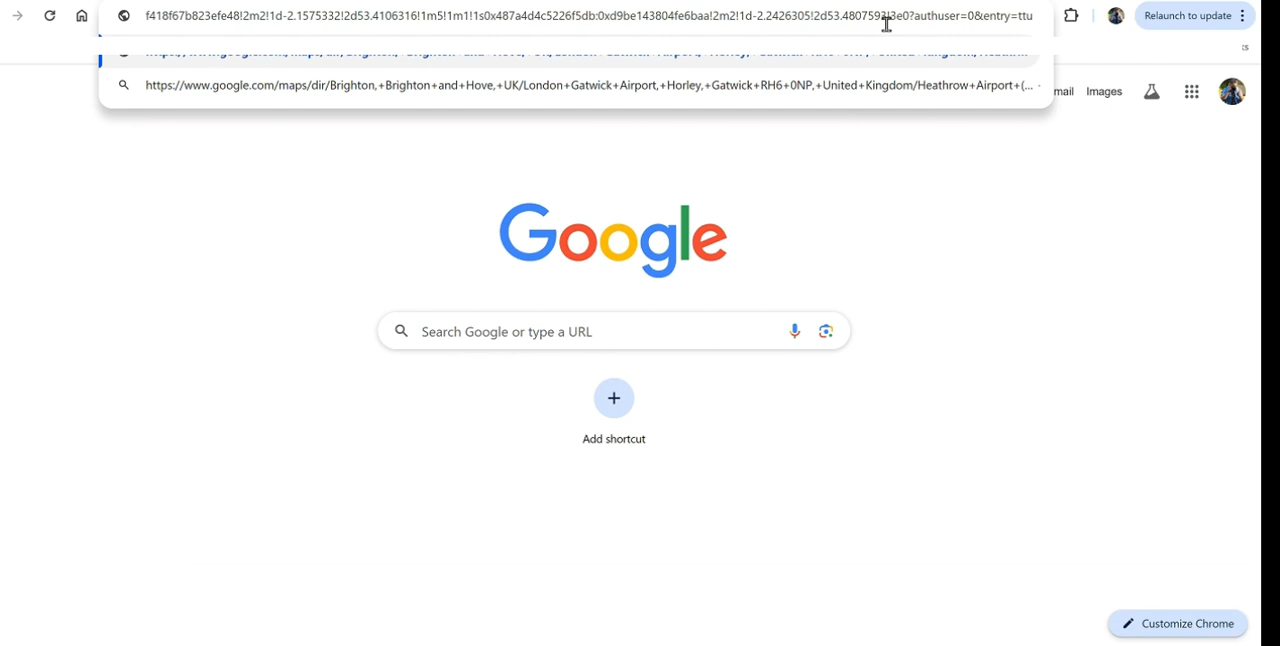 f418f67b823efe48!2m2!1d-2.1575332!2d53.4106316!1m5!1m1!1s0x487a4d4c5226f5db:0xd9be143804fe6baa!2m2!1d-2.2426305!2d53.4807593!3e0?authuser=0&entry=ttu
Relaunch to update
https://www.google.com/maps/dir/Brighton,+Brighton+and+Hove,+UK/London+Gatwick+Airport,+Horley,+Gatwick+RH6+0NP,+United+Kingdom/Heathrow+Airport+(...
mail
Images
Google
Search Google or type a URL
Add shortcut
Customize Chrome